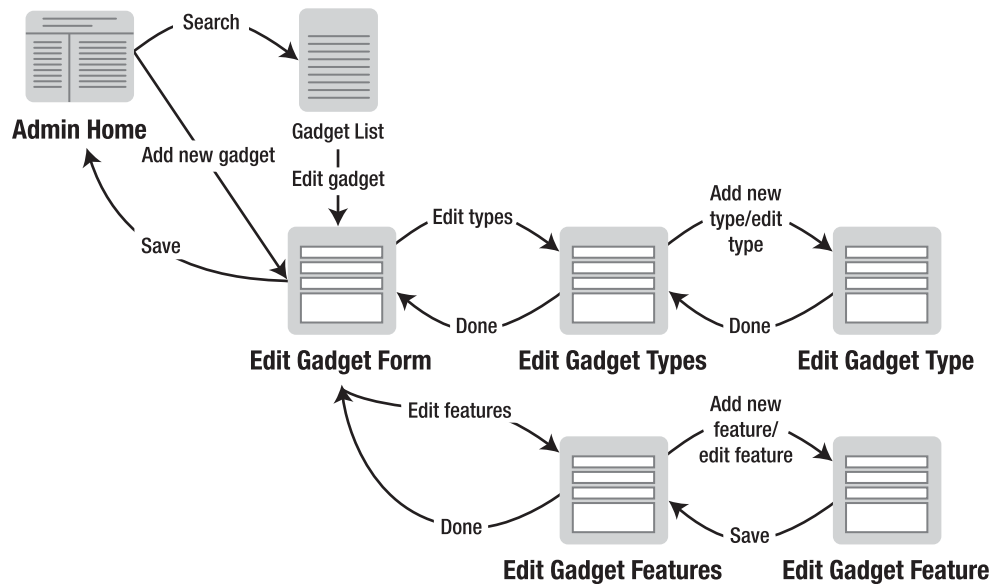 Search
Admin Home
Gadget List
Add new gadget
Edit gadget
Save
Edit types
Add new
type/edit
type
Done
Done
Edit Gadget Form
Edit Gadget Types
Edit Gadget Type
Edit features
Add new
feature/
edit feature
Done
Save
Edit Gadget Features
Edit Gadget Feature